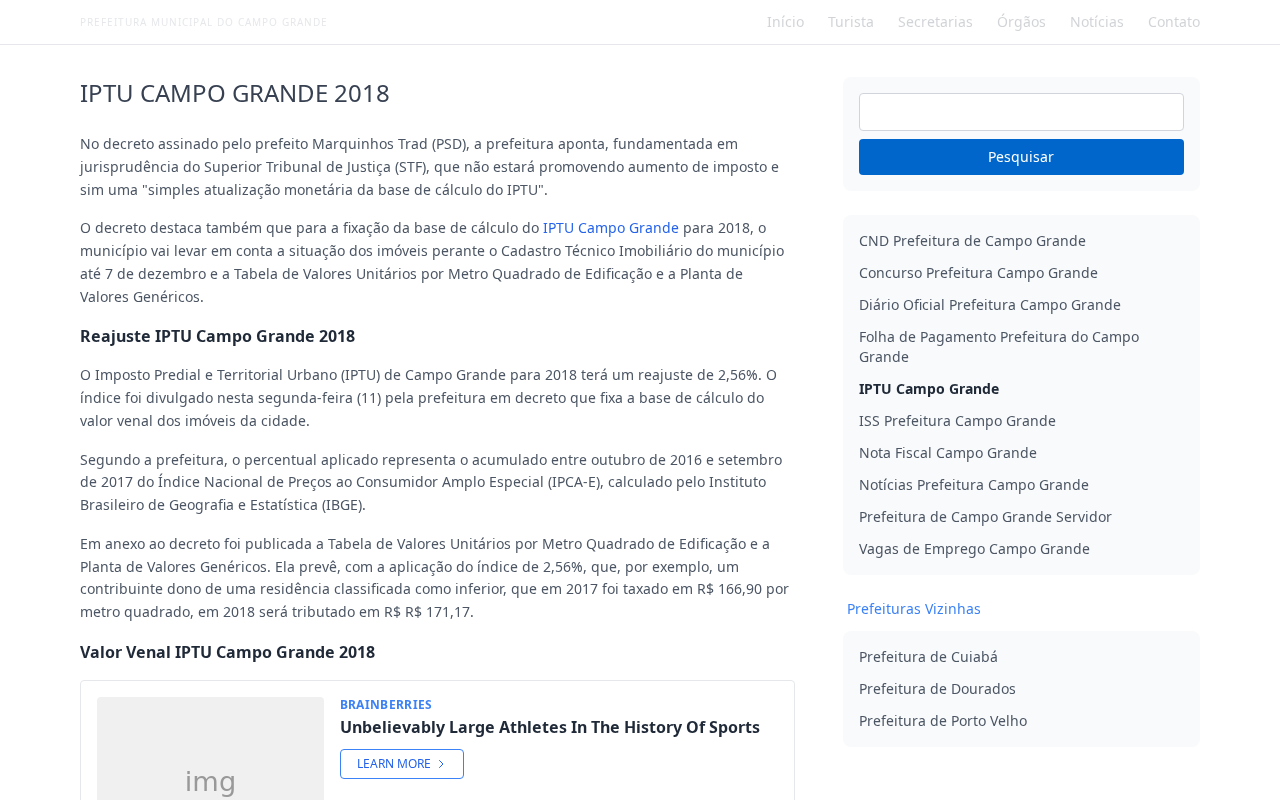 PREFEITURA MUNICIPAL DO CAMPO GRANDE
Início
Turista
Secretarias
Órgãos
Notícias
Contato
IPTU CAMPO GRANDE 2018
No decreto assinado pelo prefeito Marquinhos Trad (PSD), a prefeitura aponta, fundamentada em
jurisprudência do Superior Tribunal de Justiça (STF), que não estará promovendo aumento de imposto e
sim uma "simples atualização monetária da base de cálculo do IPTU".
O decreto destaca também que para a fixação da base de cálculo do IPTU Campo Grande para 2018, o
município vai levar em conta a situação dos imóveis perante o Cadastro Técnico Imobiliário do município
até 7 de dezembro e a Tabela de Valores Unitários por Metro Quadrado de Edificação e a Planta de
Valores Genéricos.
Reajuste IPTU Campo Grande 2018
O Imposto Predial e Territorial Urbano (IPTU) de Campo Grande para 2018 terá um reajuste de 2,56%. O
índice foi divulgado nesta segunda-feira (11) pela prefeitura em decreto que fixa a base de cálculo do
valor venal dos imóveis da cidade.
Segundo a prefeitura, o percentual aplicado representa o acumulado entre outubro de 2016 e setembro
de 2017 do Índice Nacional de Preços ao Consumidor Amplo Especial (IPCA-E), calculado pelo Instituto
Brasileiro de Geografia e Estatística (IBGE).
Em anexo ao decreto foi publicada a Tabela de Valores Unitários por Metro Quadrado de Edificação e a
Planta de Valores Genéricos. Ela prevê, com a aplicação do índice de 2,56%, que, por exemplo, um
contribuinte dono de uma residência classificada como inferior, que em 2017 foi taxado em R$ 166,90 por
metro quadrado, em 2018 será tributado em R$ R$ 171,17.
Valor Venal IPTU Campo Grande 2018
img
BRAINBERRIES
Unbelievably Large Athletes In The History Of Sports
LEARN MORE
Pesquisar
CND Prefeitura de Campo Grande
Concurso Prefeitura Campo Grande
Diário Oficial Prefeitura Campo Grande
Folha de Pagamento Prefeitura do Campo
Grande
IPTU Campo Grande
ISS Prefeitura Campo Grande
Nota Fiscal Campo Grande
Notícias Prefeitura Campo Grande
Prefeitura de Campo Grande Servidor
Vagas de Emprego Campo Grande
Prefeituras Vizinhas
Prefeitura de Cuiabá
Prefeitura de Dourados
Prefeitura de Porto Velho